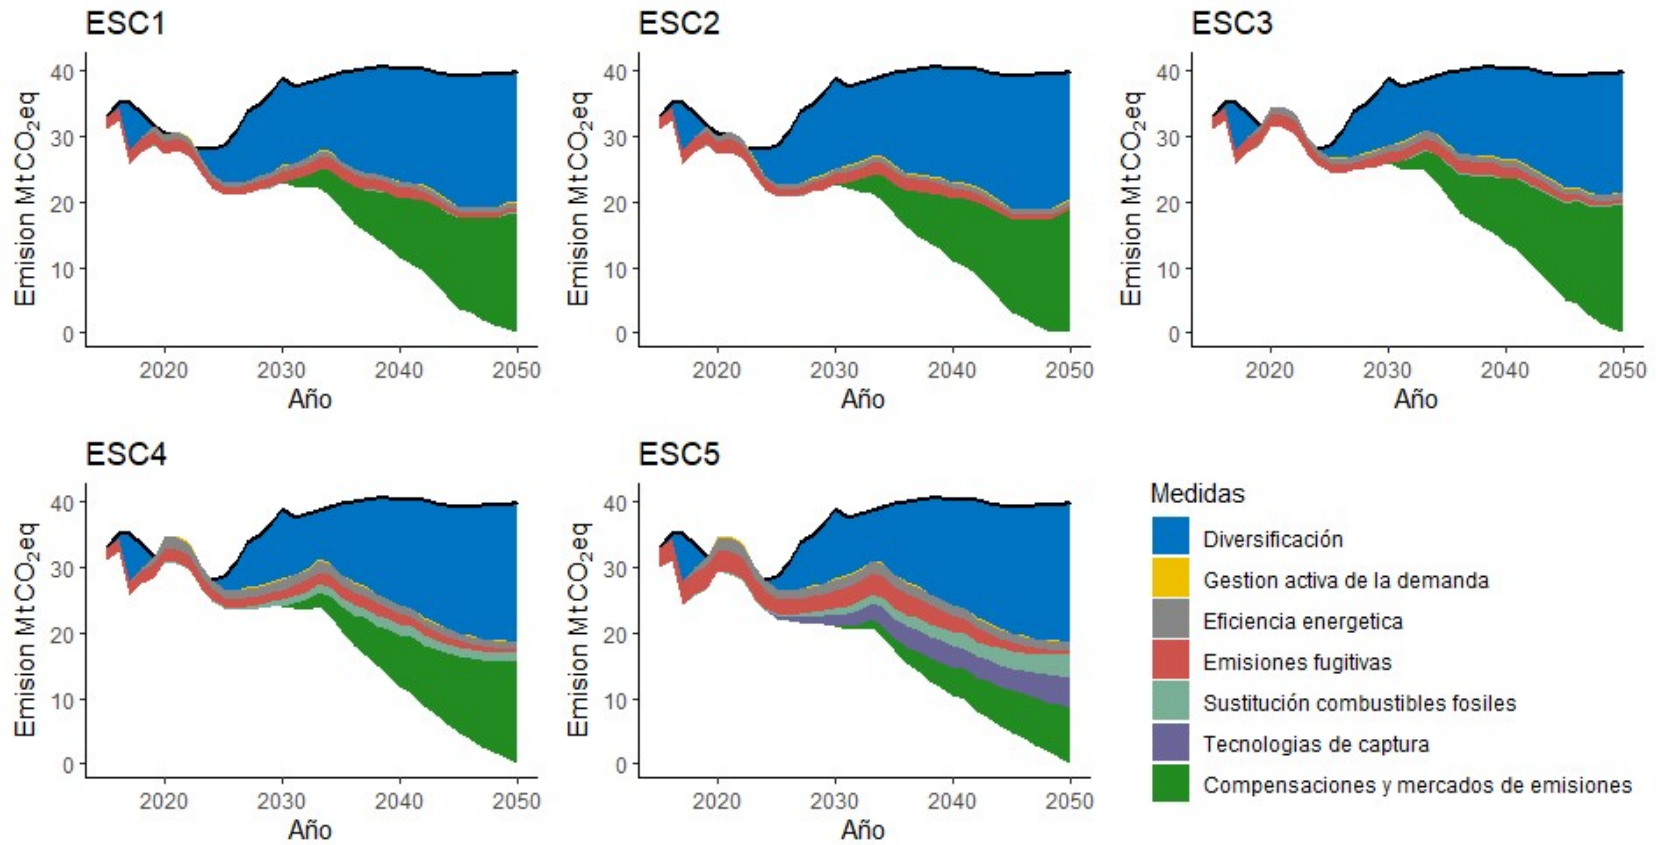 ESC1
Emision MtCO₂eq
40
30
20
10
0
2020 2030 2040 2050
Año
ESC2
Emision MtCO₂eq
40
30
20
10
0
2020 2030 2040 2050
Año
ESC3
Emision MtCO₂eq
40
30
20
10
0
2020 2030 2040 2050
Año
ESC4
Emision MtCO₂eq
40
30
20
10
0
2020 2030 2040 2050
Año
ESC5
Emision MtCO₂eq
40
30
20
10
0
2020 2030 2040 2050
Año
Medidas
Diversificación
Gestion activa de la demanda
Eficiencia energetica
Emisiones fugitivas
Sustitución combustibles fosiles
Tecnologias de captura
Compensaciones y mercados de emisiones